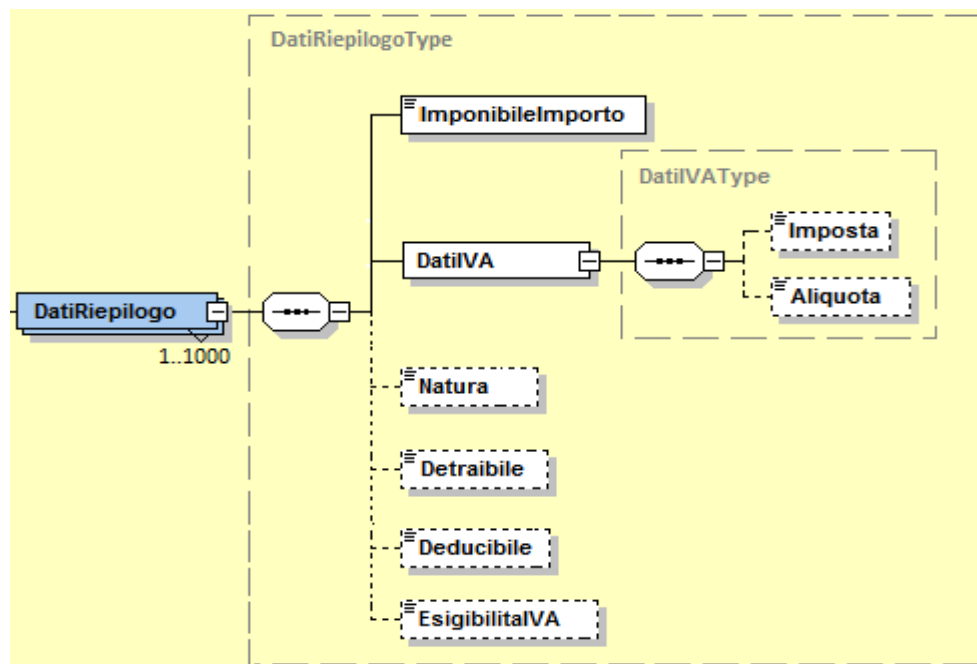 DatiRiepilogoType
ImponibileImporto
DatiIVAType
Imposta
DatiIVA
Aliquota
DatiRiepilogo
1..1000
Natura
Detraibile
Deducibile
EsigibilitaIVA